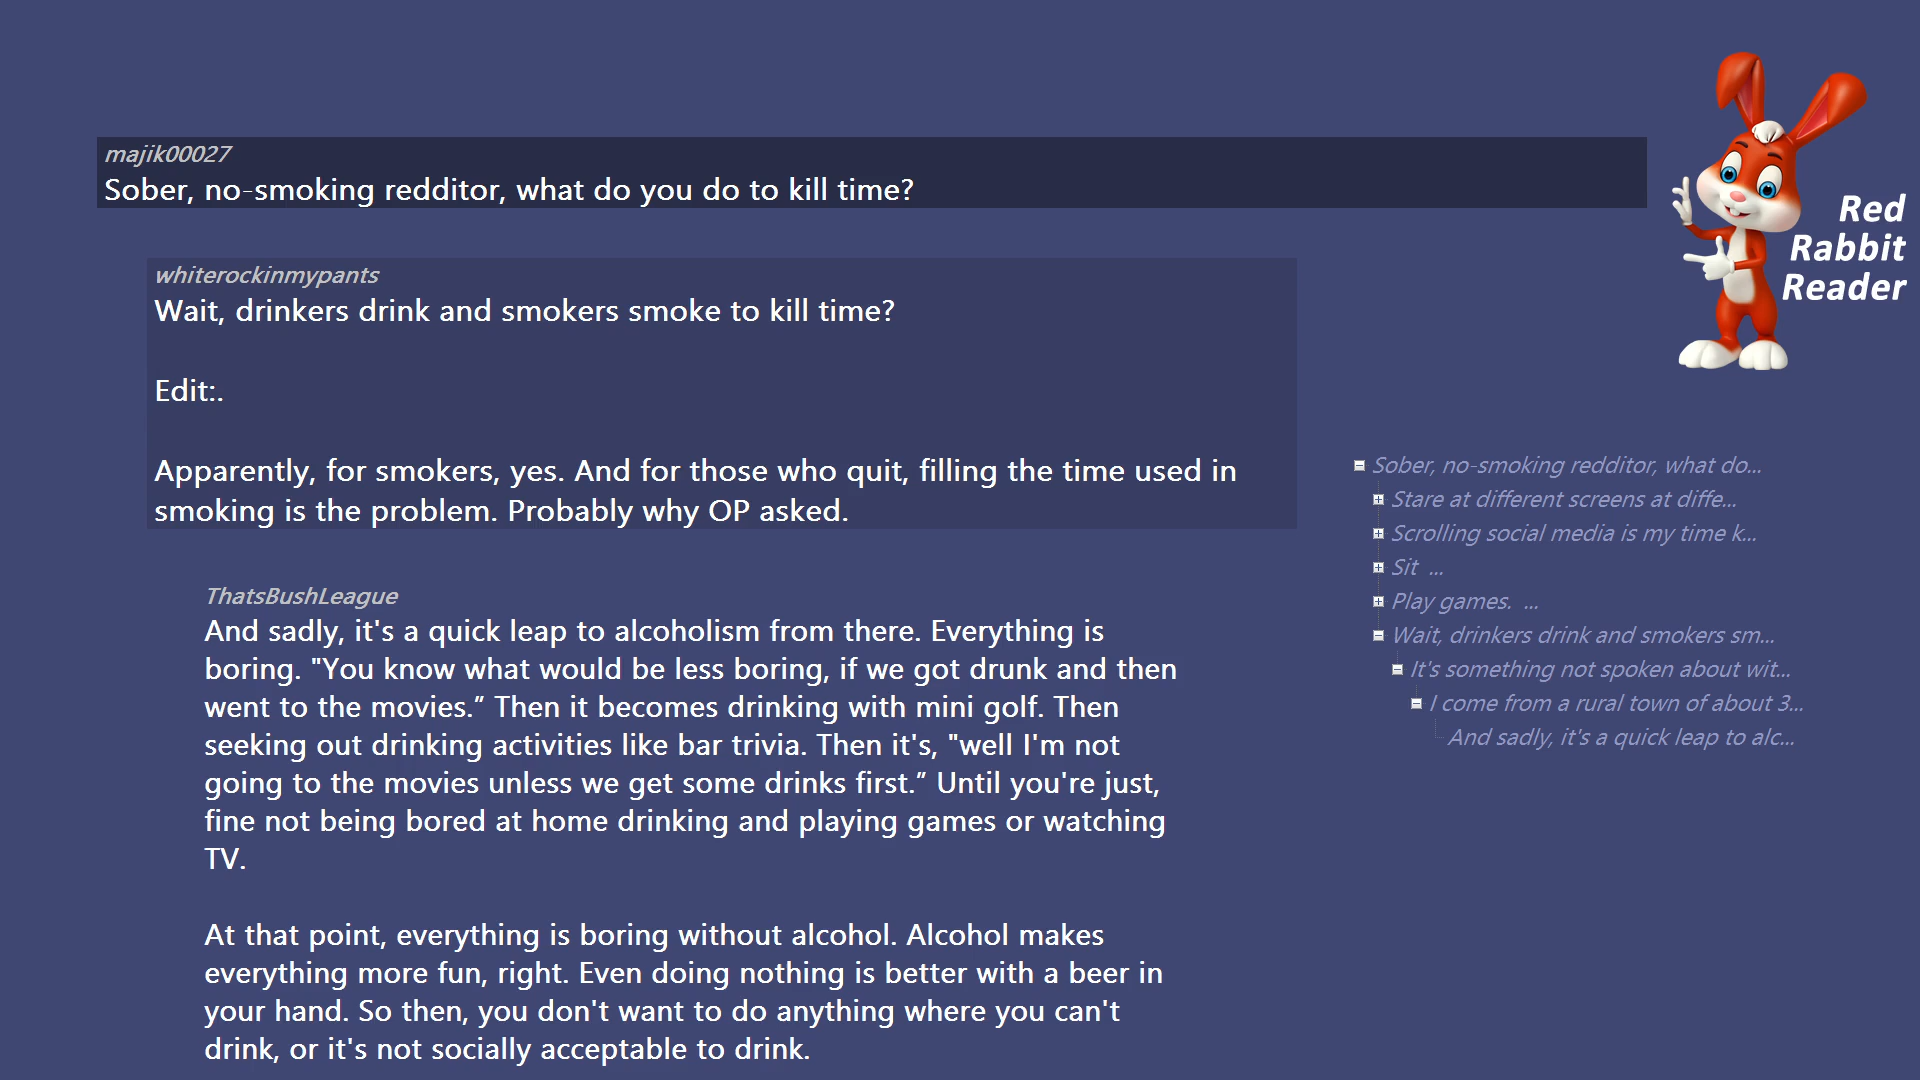 majik00027
Sober, no-smoking redditor, what do you do to kill time?
whiterockinmypants
Wait, drinkers drink and smokers smoke to kill time?
Edit:.
Apparently, for smokers, yes. And for those who quit, filling the time used in
smoking is the problem. Probably why OP asked.
ThatsBushLeague
And sadly, it's a quick leap to alcoholism from there. Everything is
boring. "You know what would be less boring, if we got drunk and then
went to the movies.” Then it becomes drinking with mini golf. Then
seeking out drinking activities like bar trivia. Then it's, "well I'm not
going to the movies unless we get some drinks first.” Until you're just,
fine not being bored at home drinking and playing games or watching
TV.
At that point, everything is boring without alcohol. Alcohol makes
everything more fun, right. Even doing nothing is better with a beer in
your hand. So then, you don't want to do anything where you can't
drink, or it's not socially acceptable to drink.
Red
Rabbit
Reader
Sober, no-smoking redditor, what do...
Stare at different screens at diffe...
Scrolling social media is my time k...
Sit  ...
Play games.  ...
Wait, drinkers drink and smokers sm...
It's something not spoken about wit...
I come from a rural town of about 3...
And sadly, it's a quick leap to alc...